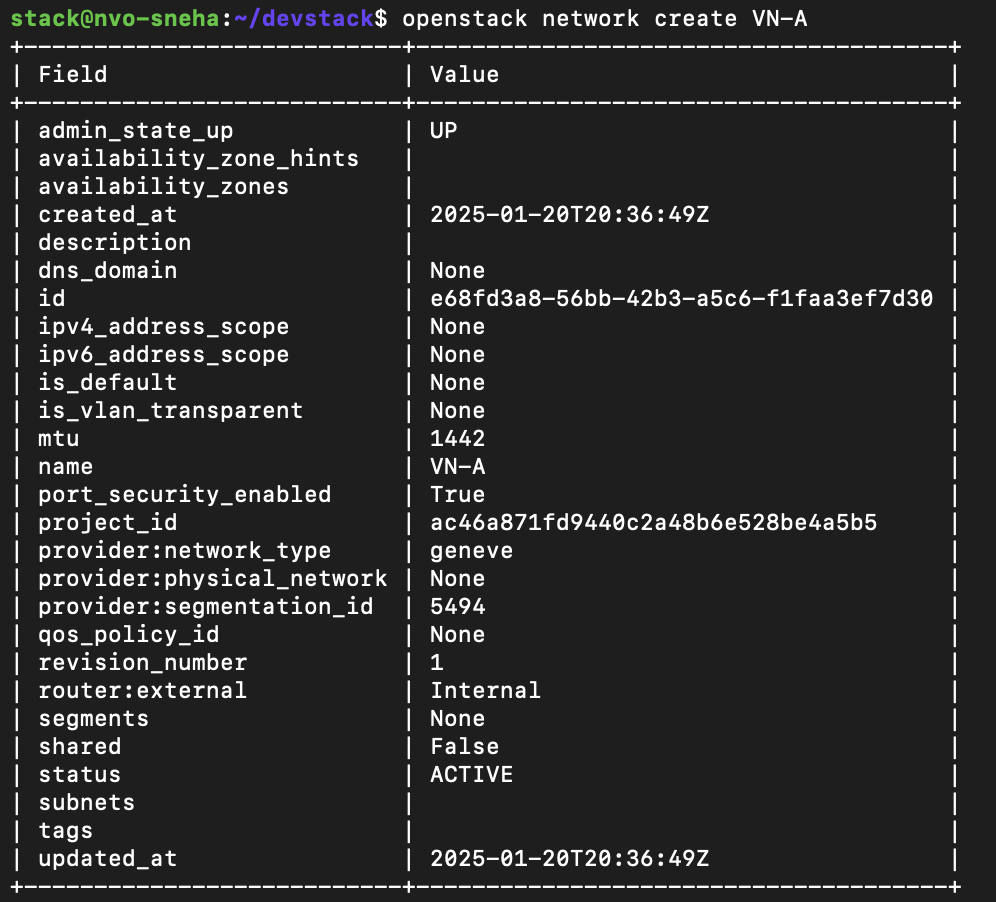 stack@nvo-sneha:~/devstack$ openstack network create VN-A
+---------------------------+--------------------------------------+
| Field                     | Value                                |
+---------------------------+--------------------------------------+
| admin_state_up            | UP                                   |
| availability_zone_hints   |                                      |
| availability_zones        |                                      |
| created_at                | 2025-01-20T20:36:49Z                 |
| description               |                                      |
| dns_domain                | None                                 |
| id                        | e68fd3a8-56bb-42b3-a5c6-f1faa3ef7d30 |
| ipv4_address_scope        | None                                 |
| ipv6_address_scope        | None                                 |
| is_default                | None                                 |
| is_vlan_transparent       | None                                 |
| mtu                       | 1442                                 |
| name                      | VN-A                                 |
| port_security_enabled     | True                                 |
| project_id                | ac46a871fd9440c2a48b6e528be4a5b5     |
| provider:network_type     | geneve                               |
| provider:physical_network | None                                 |
| provider:segmentation_id  | 5494                                 |
| qos_policy_id             | None                                 |
| revision_number           | 1                                    |
| router:external           | Internal                             |
| segments                  | None                                 |
| shared                    | False                                |
| status                    | ACTIVE                               |
| subnets                   |                                      |
| tags                      |                                      |
| updated_at                | 2025-01-20T20:36:49Z                 |
+---------------------------+--------------------------------------+